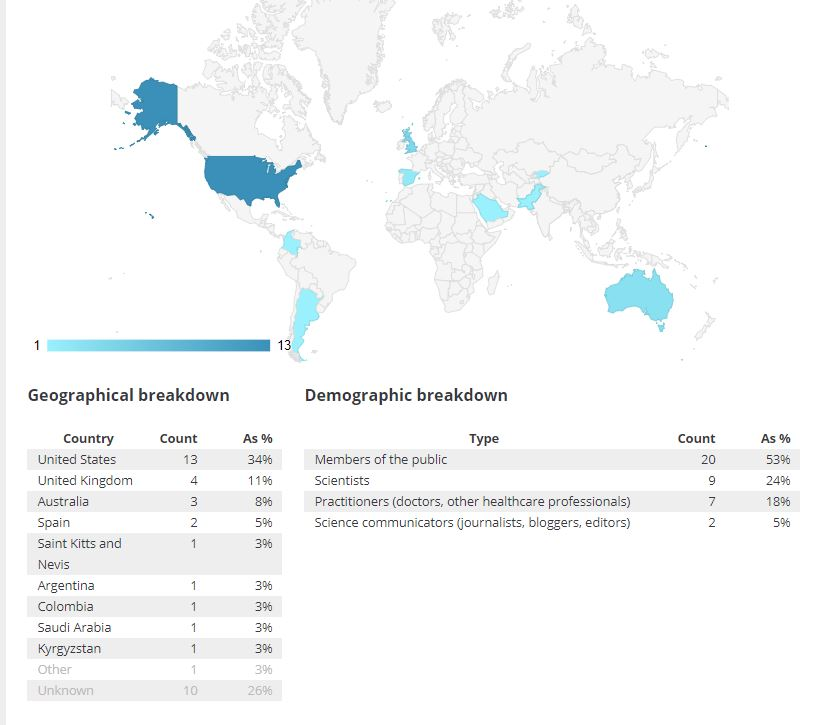 1 13
Geographical breakdown
Country Count As %
United States 13 34%
United Kingdom 4 11%
Australia 3 8%
Spain 2 5%
Saint Kitts and 1 3%
Nevis
Argentina 1 3%
Colombia 1 3%
Saudi Arabia 1 3%
Kyrgyzstan 1 3%
Other 1 3%
Unknown 10 26%
Demographic breakdown
Type Count As %
Members of the public 20 53%
Scientists 9 24%
Practitioners (doctors, other healthcare professionals) 7 18%
Science communicators (journalists, bloggers, editors) 2 5%